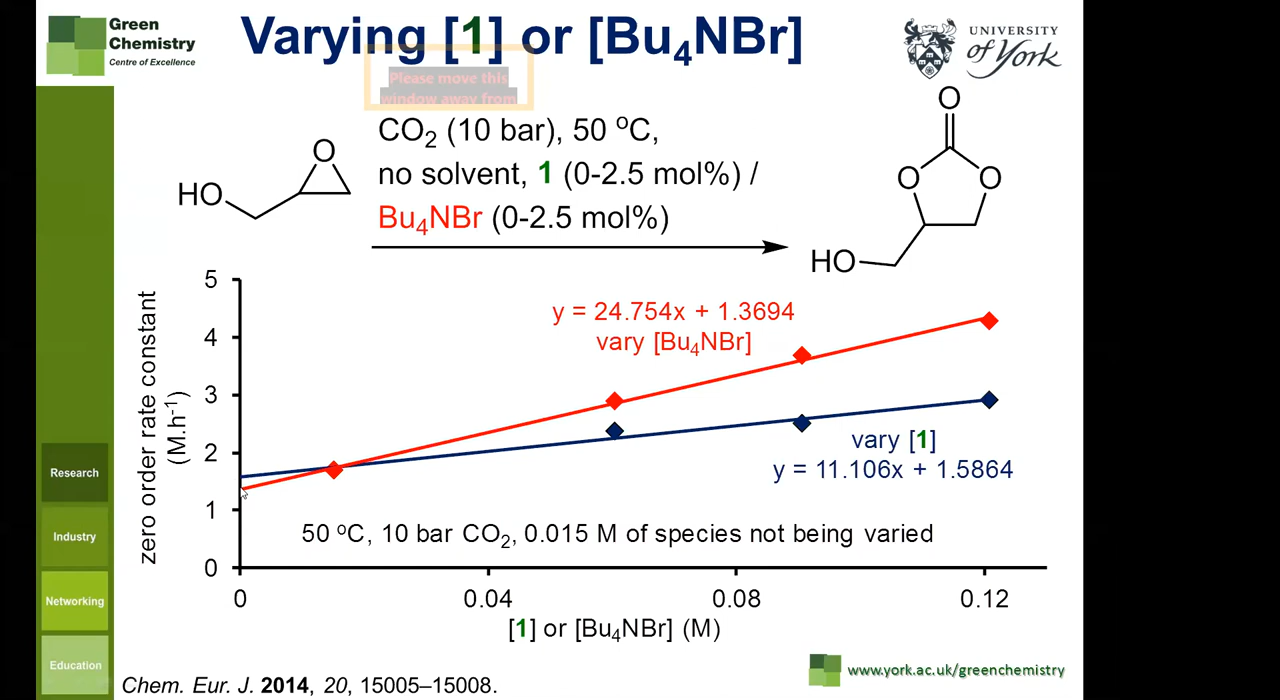 Green
Chemistry
Centre of Excellence
Varying [1] or [Bu₄NBr]
UNIVERSITY
of York
Please move this
window away from
CO₂ (10 bar), 50 ºC,
no solvent, 1 (0-2.5 mol%) /
Bu₄NBr (0-2.5 mol%)
HO
O
O
O
O
HO
zero order rate constant
(M.h⁻¹)
5
4
3
2
1
0
y = 24.754x + 1.3694
vary [Bu₄NBr]
vary [1]
y = 11.106x + 1.5864
50 ºC, 10 bar CO₂, 0.015 M of species not being varied
0
0.04
0.08
0.12
[1] or [Bu₄NBr] (M)
Research
Industry
Networking
Education
Chem. Eur. J. 2014, 20, 15005–15008.
www.york.ac.uk/greenchemistry